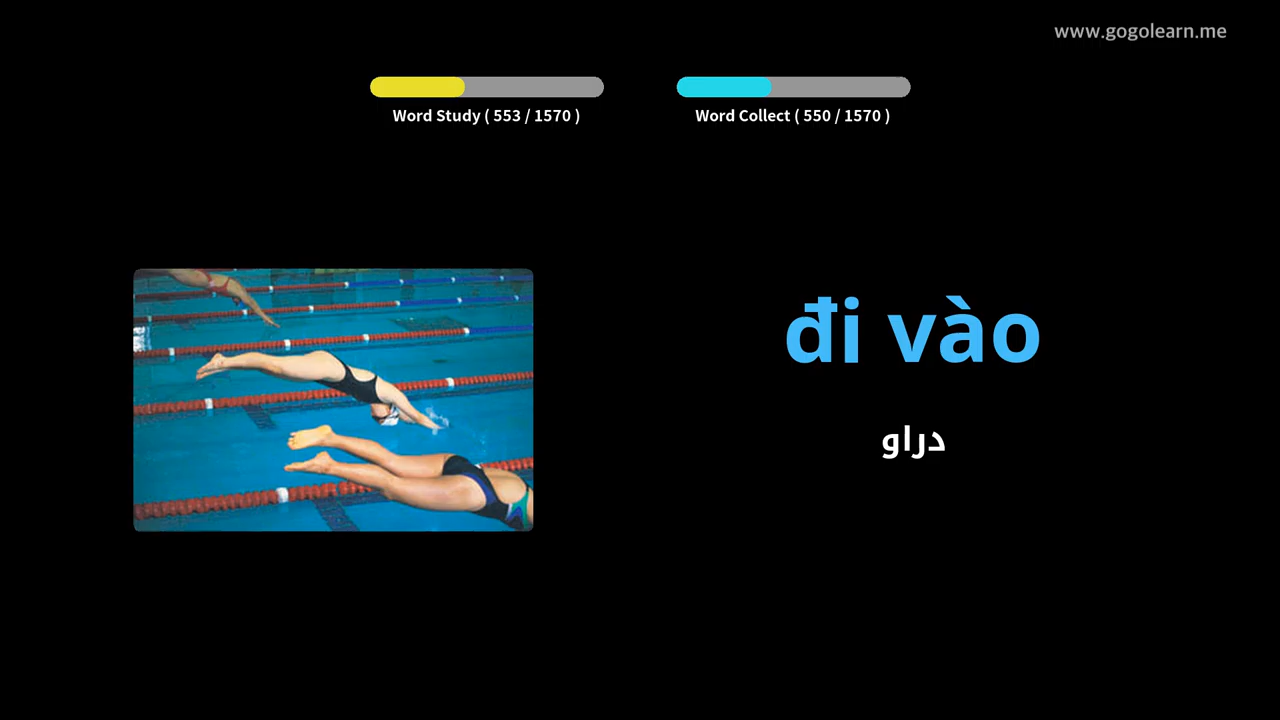 www.gogolearn.me
Word Study ( 553 / 1570 )
Word Collect ( 550 / 1570 )
đi vào
دراو